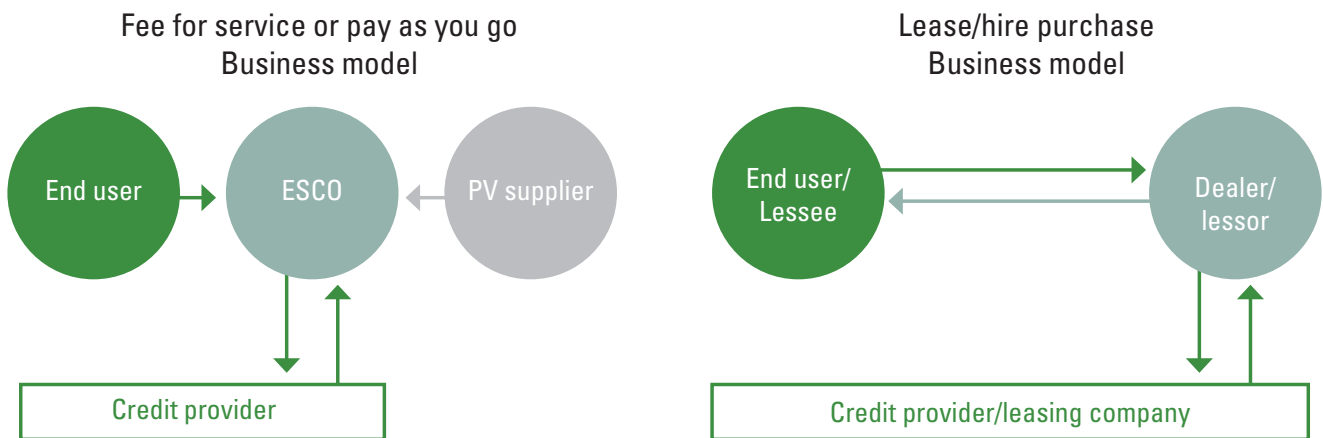 Fee for service or pay as you go
Business model
End user
ESCO
PV supplier
Credit provider
Lease/hire purchase
Business model
End user/
Lessee
Dealer/
lessor
Credit provider/leasing company